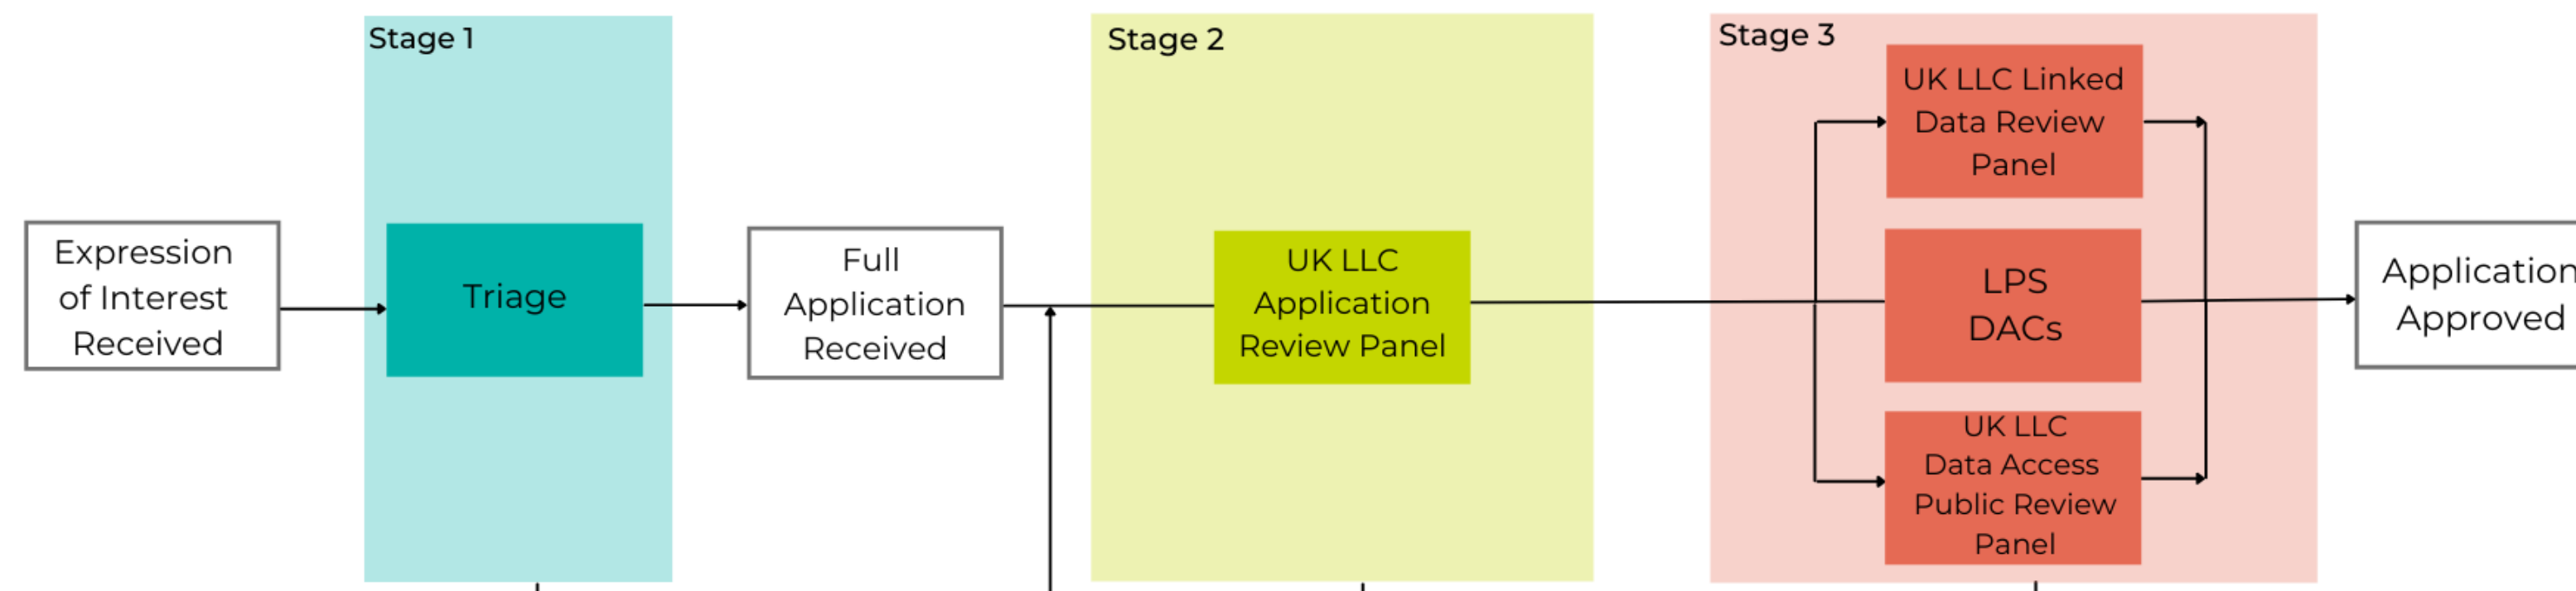 Stage 1
Stage 2
Stage 3
Expression
of Interest
Received
Triage
Full
Application
Received
UK LLC
Application
Review Panel
UK LLC Linked
Data Review
Panel
LPS
DACs
UK LLC
Data Access
Public Review
Panel
Application
Approved